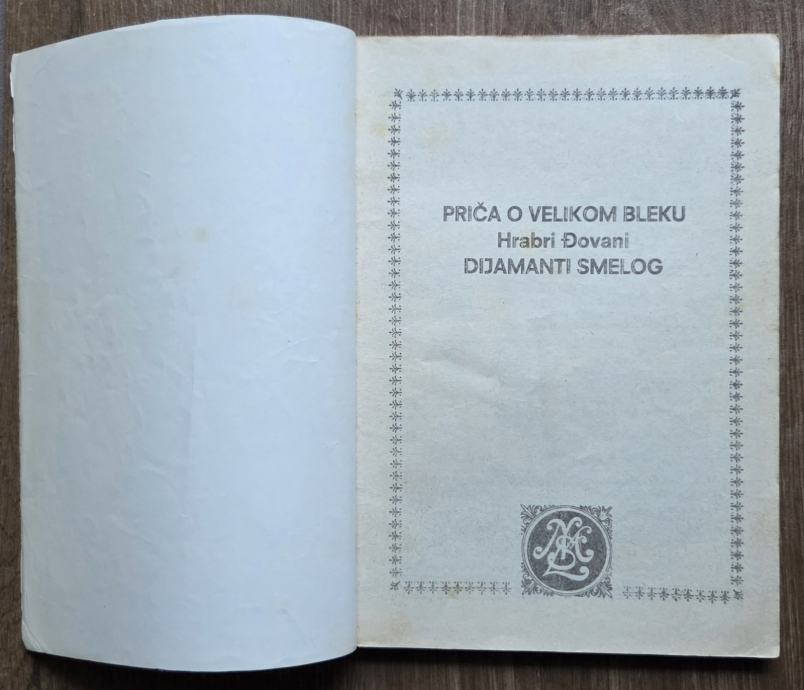 PRIČA O VELIKOM BLEKU
Hrabri Đovani
DIJAMANTI SMELOG